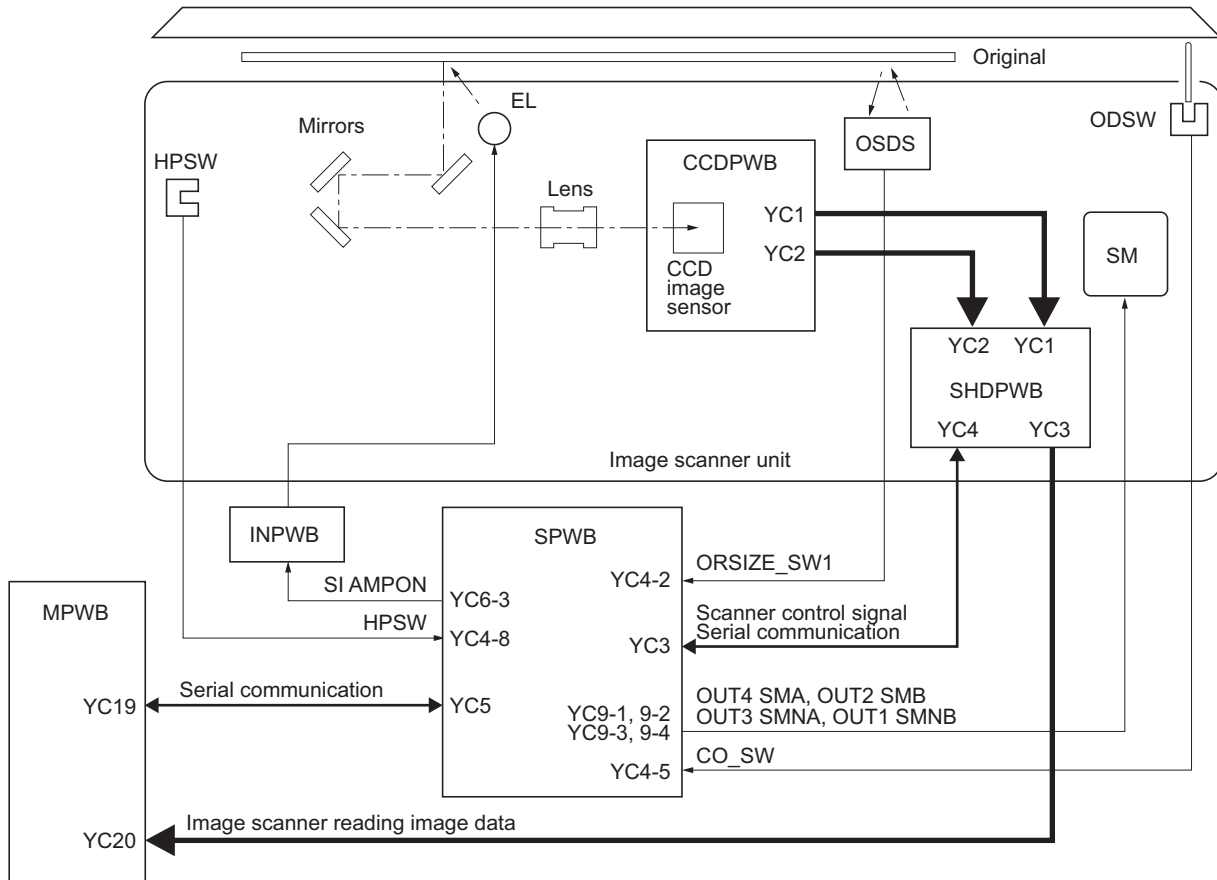 Original
EL
ODSW
Mirrors
OSDS
HPSW
CCDPWB
Lens
YC1
YC2
SM
CCD
image
sensor
YC2 YC1
SHDPWB
YC4 YC3
Image scanner unit
INPWB
SPWB
SI AMPON
YC6-3
YC4-2
ORSIZE_SW1
MPWB
HPSW
YC4-8
Scanner control signal
Serial communication
YC3
Serial communication
YC19
YC5
YC9-1, 9-2
YC9-3, 9-4
OUT4 SMA, OUT2 SMB
OUT3 SMNA, OUT1 SMNB
YC4-5
CO_SW
Image scanner reading image data
YC20